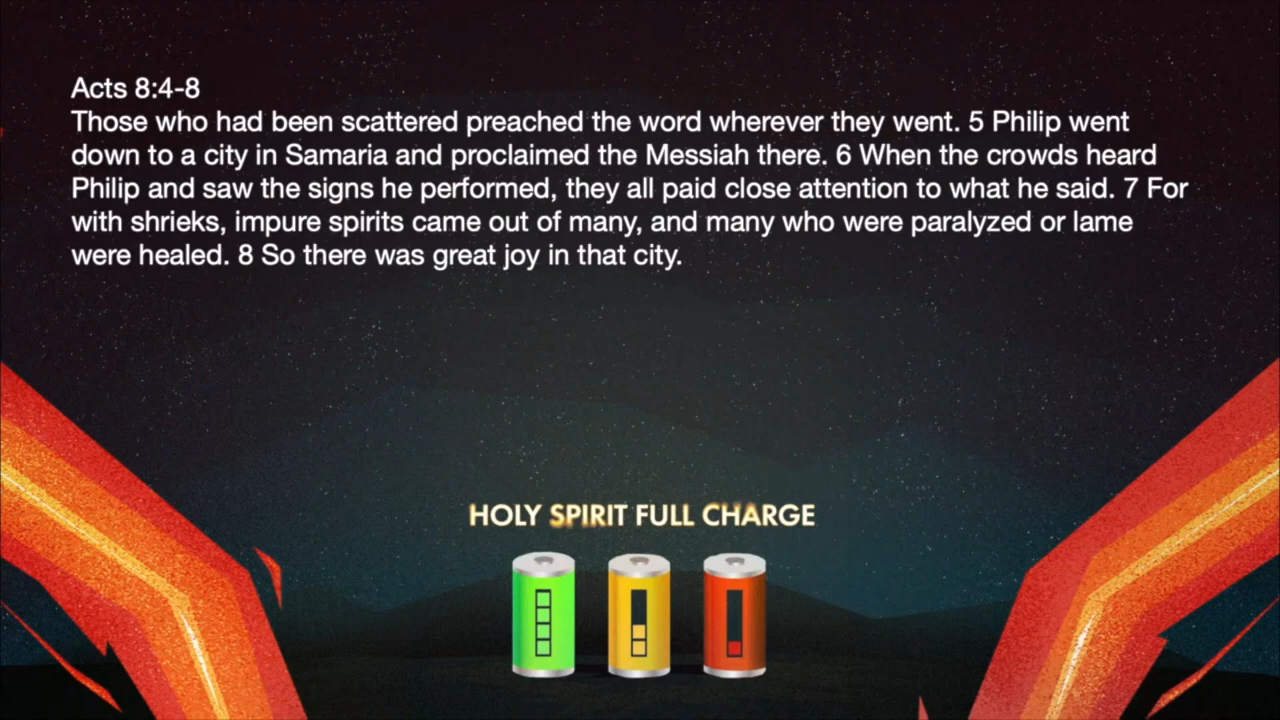 Acts 8:4-8
Those who had been scattered preached the word wherever they went. 5 Philip went
down to a city in Samaria and proclaimed the Messiah there. 6 When the crowds heard
Philip and saw the signs he performed, they all paid close attention to what he said. 7 For
with shrieks, impure spirits came out of many, and many who were paralyzed or lame
were healed. 8 So there was great joy in that city.
HOLY SPIRIT FULL CHARGE